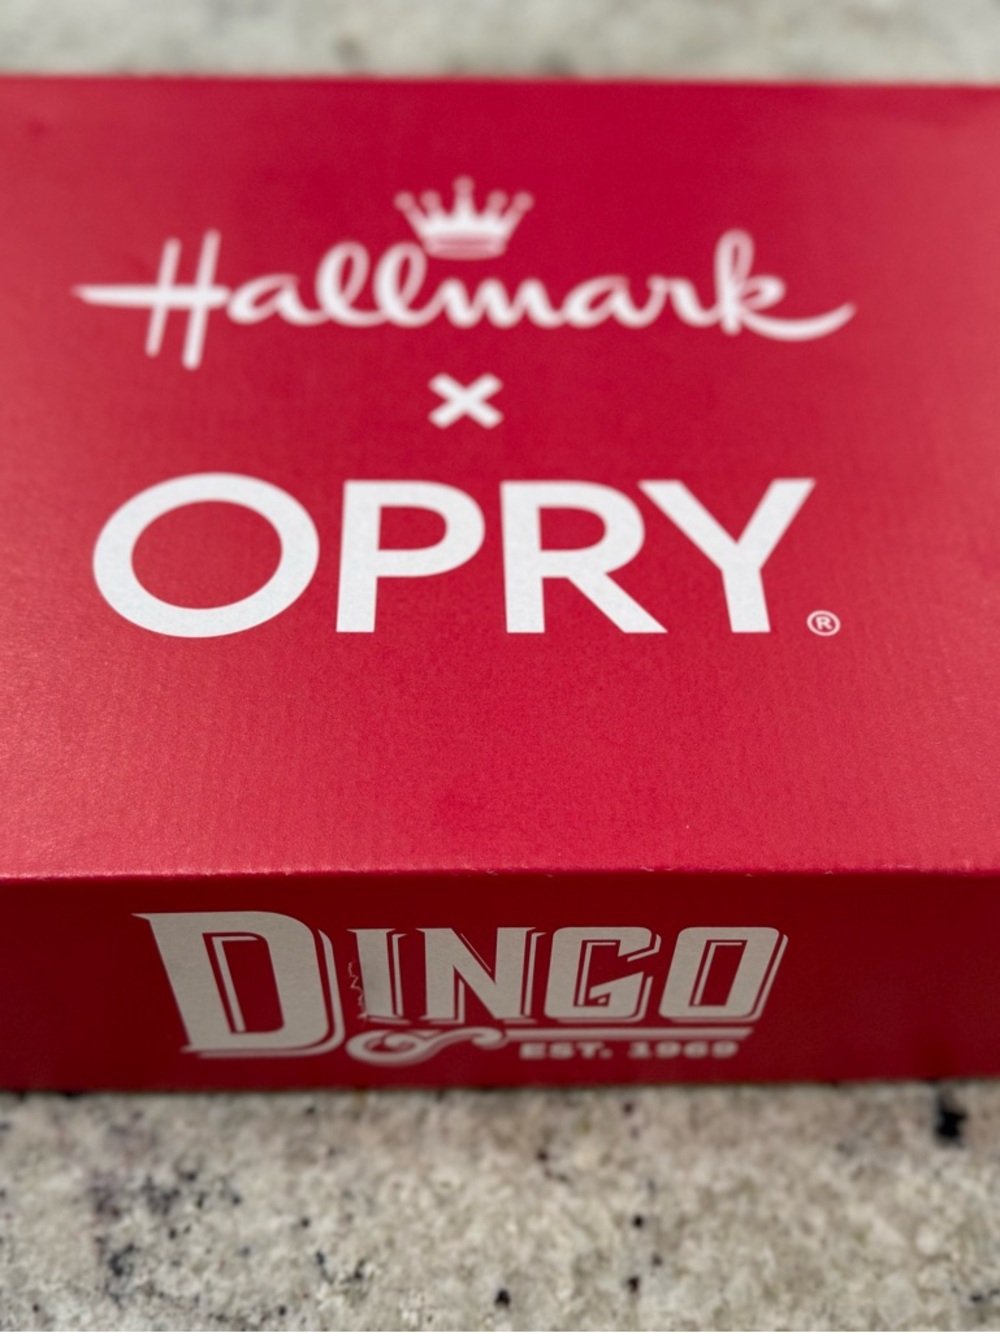 Hallmark
×
OPRY®
DINGO
EST. 1969